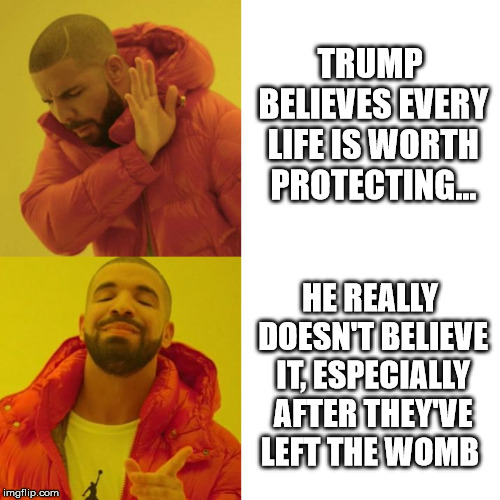 TRUMP
BELIEVES EVERY
LIFE IS WORTH
PROTECTING...
HE REALLY
DOESN'T BELIEVE
IT, ESPECIALLY
AFTER THEY'VE
LEFT THE WOMB
imgflip.com